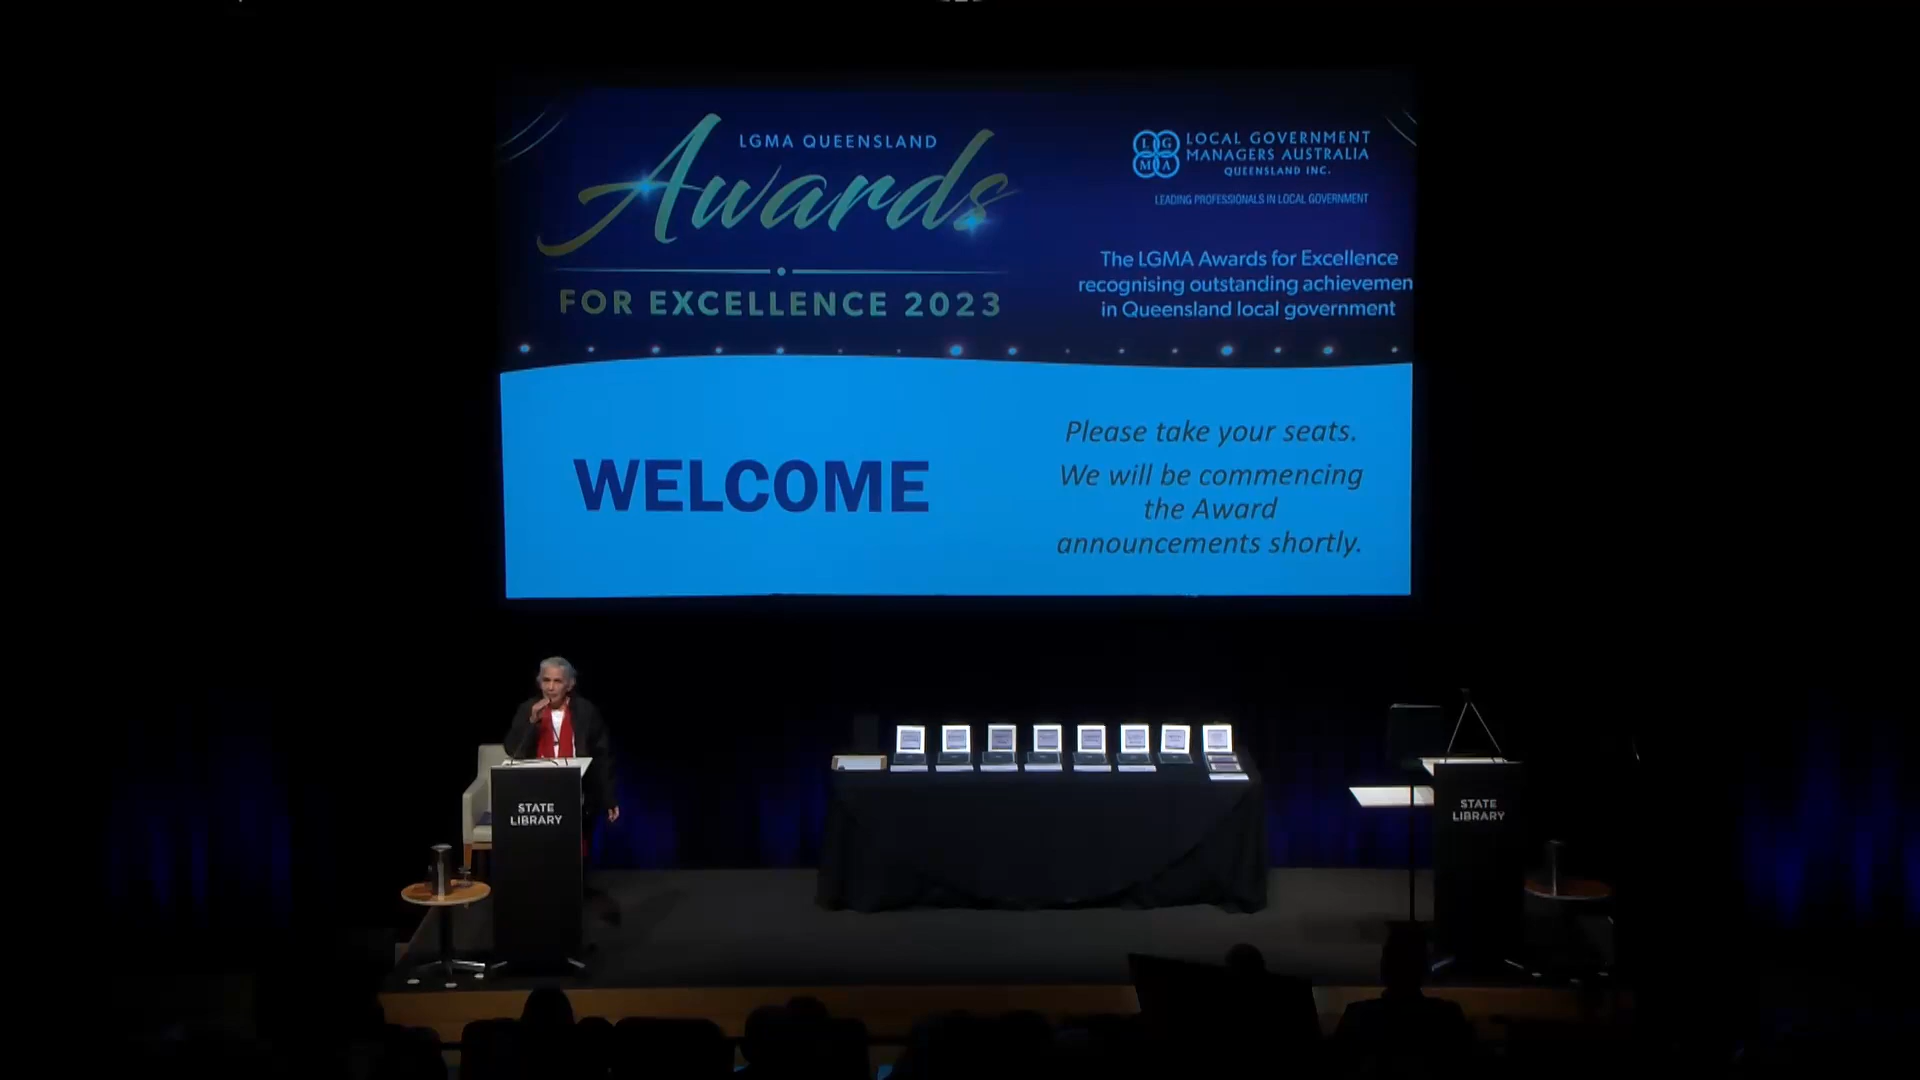 LGMA QUEENSLAND
Awards
FOR EXCELLENCE 2023
L G
M A
LOCAL GOVERNMENT
MANAGERS AUSTRALIA
QUEENSLAND INC.
LEADING PROFESSIONALS IN LOCAL GOVERNMENT
The LGMA Awards for Excellence
recognising outstanding achievemen
in Queensland local government
WELCOME
Please take your seats.
We will be commencing
the Award
announcements shortly.
STATE
LIBRARY
STATE
LIBRARY